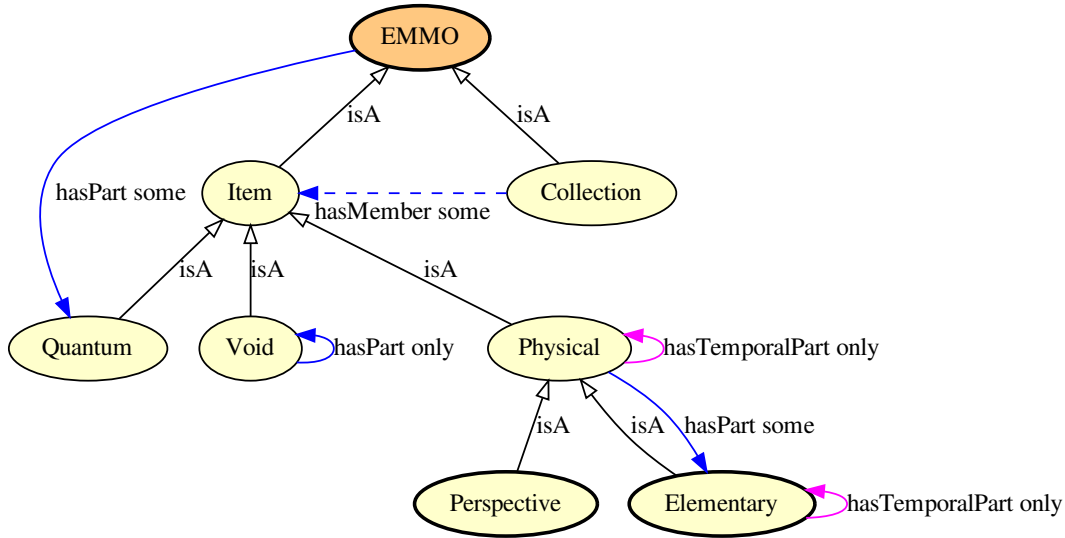 EMMO
isA
isA
hasPart some
Item
Collection
hasMember some
isA
isA
isA
Quantum
Void
hasPart only
Physical
hasTemporalPart only
isA
isA
hasPart some
Perspective
Elementary
hasTemporalPart only